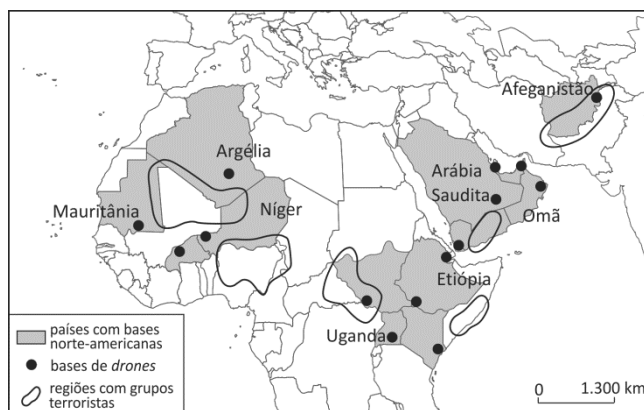 Afeganistão
Argélia
Arábia
Saudita
Mauritânia
Níger
Omã
Etiópia
Uganda
países com bases
norte-americanas
bases de drones
regiões com grupos
terroristas
0 1.300 km